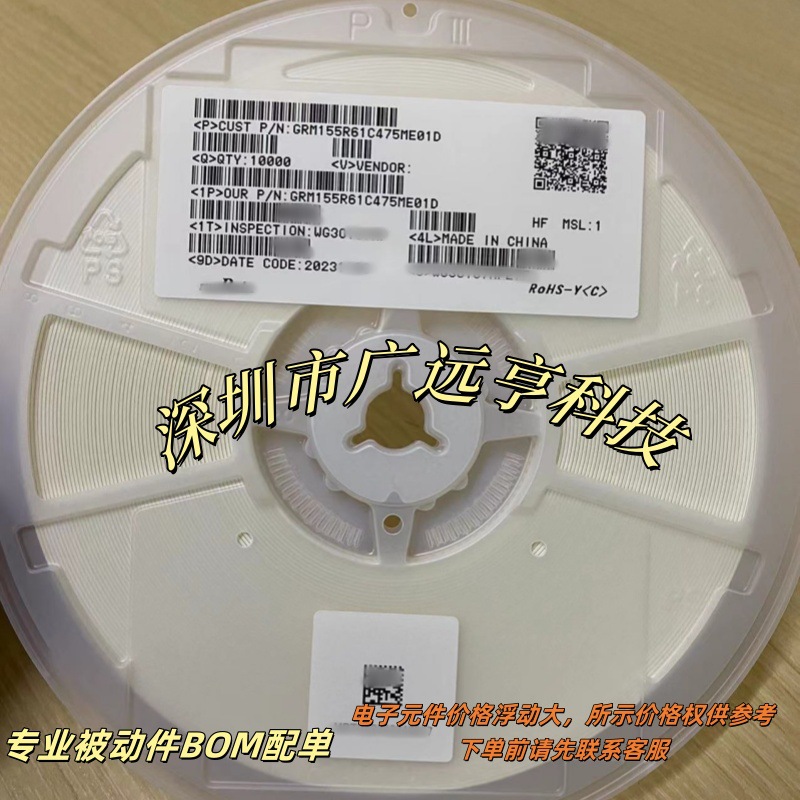 <P>CUST P/N:GRM155R61C475ME01D
<Q>QTY:10000 <V>VENDOR:
<1P>OUR P/N:GRM155R61C475ME01D
HF MSL:1
<1T>INSPECTION:WG30
<4L>MADE IN CHINA
<9D>DATE CODE:2023
RoHS-Y<C>
深圳市广远亨科技
PS
电子元件价格浮动大，所示价格权供参考
专业被动件BOM配单
下单前请先联系客服